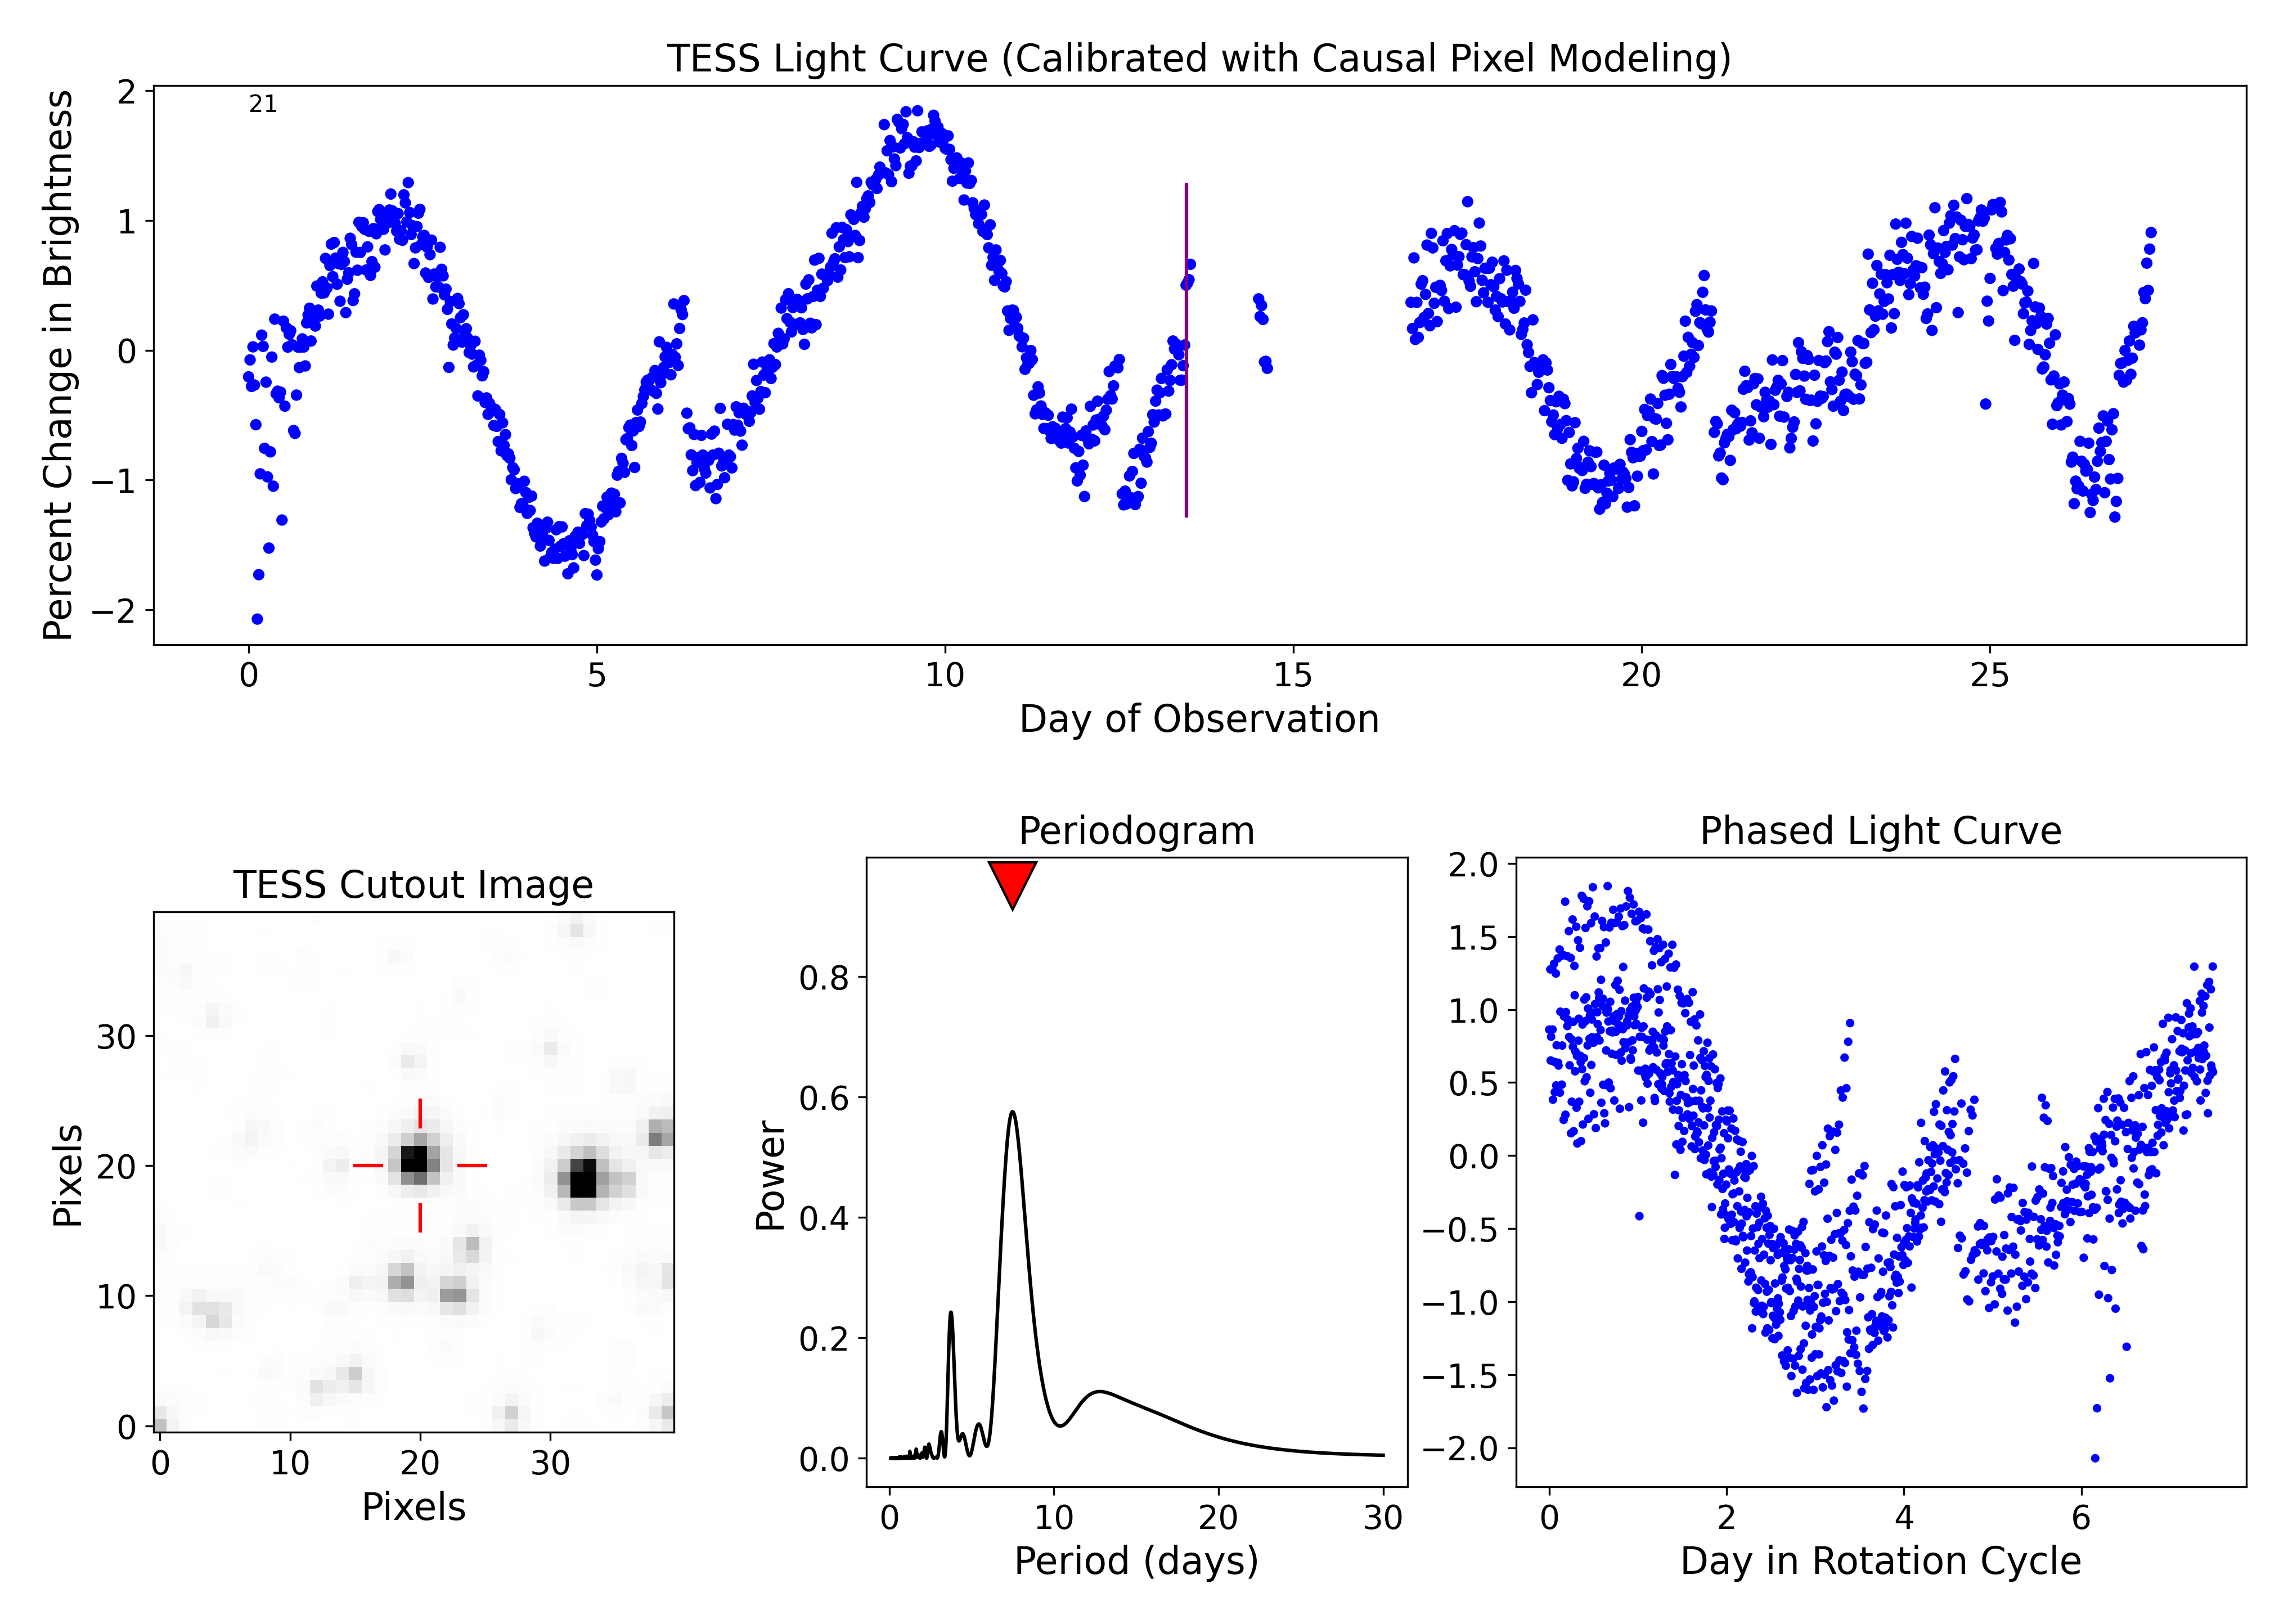 TESS Light Curve (Calibrated with Causal Pixel Modeling)
21
Percent Change in Brightness
2
1
0
−1
−2
0 5 10 15 20 25
Day of Observation
TESS Cutout Image
Pixels
30
20
10
0
0 10 20 30
Pixels
Periodogram
Power
0.8
0.6
0.4
0.2
0.0
0 10 20 30
Period (days)
Phased Light Curve
2.0
1.5
1.0
0.5
0.0
−0.5
−1.0
−1.5
−2.0
0 2 4 6
Day in Rotation Cycle